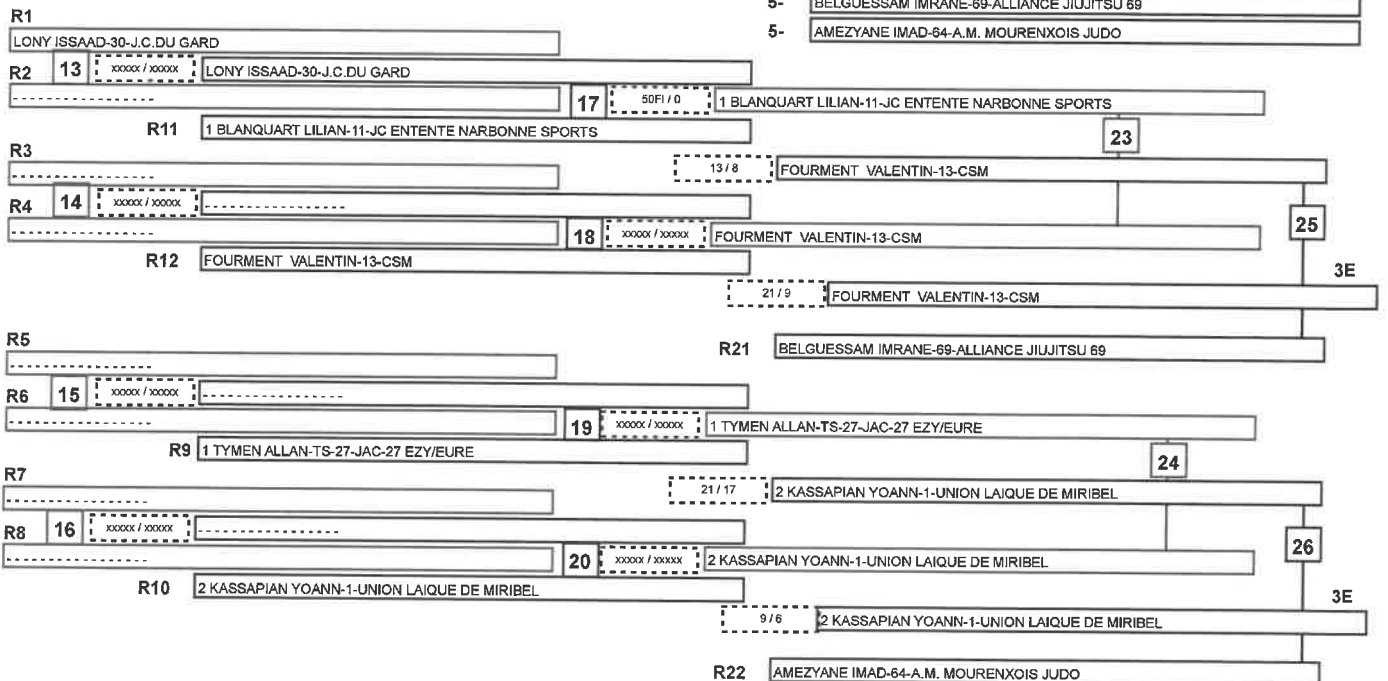 5- BELGUESSAM IMRANE-69-ALLIANCE JIUJITSU 69
R1
5- AMEZYANE IMAD-64-A.M. MOURENXOIS JUDO
LONY ISSAAD-30-J.C.DU GARD
R2 13 xxxxx / xxxxx LONY ISSAAD-30-J.C.DU GARD
- - - - - - - - - - - - - - - - 17 50FI / 0 1 BLANQUART LILIAN-11-JC ENTENTE NARBONNE SPORTS
R11 1 BLANQUART LILIAN-11-JC ENTENTE NARBONNE SPORTS
23
R3
- - - - - - - - - - - - - - - - 13 / 8 FOURMENT VALENTIN-13-CSM
R4 14 xxxxx / xxxxx - - - - - - - - - - - - - - - -
25
- - - - - - - - - - - - - - - - 18 xxxxx / xxxxx FOURMENT VALENTIN-13-CSM
R12 FOURMENT VALENTIN-13-CSM
3E
21 / 9 FOURMENT VALENTIN-13-CSM
R5
R21 BELGUESSAM IMRANE-69-ALLIANCE JIUJITSU 69
- - - - - - - - - - - - - - - -
R6 15 xxxxx / xxxxx - - - - - - - - - - - - - - - -
- - - - - - - - - - - - - - - - 19 xxxxx / xxxxx 1 TYMEN ALLAN-TS-27-JAC-27 EZY/EURE
R9 1 TYMEN ALLAN-TS-27-JAC-27 EZY/EURE
24
R7
- - - - - - - - - - - - - - - - 21 / 17 2 KASSAPIAN YOANN-1-UNION LAIQUE DE MIRIBEL
R8 16 xxxxx / xxxxx - - - - - - - - - - - - - - - -
26
- - - - - - - - - - - - - - - - 20 xxxxx / xxxxx 2 KASSAPIAN YOANN-1-UNION LAIQUE DE MIRIBEL
R10 2 KASSAPIAN YOANN-1-UNION LAIQUE DE MIRIBEL
3E
9 / 6 2 KASSAPIAN YOANN-1-UNION LAIQUE DE MIRIBEL
R22 AMEZYANE IMAD-64-A.M. MOURENXOIS JUDO